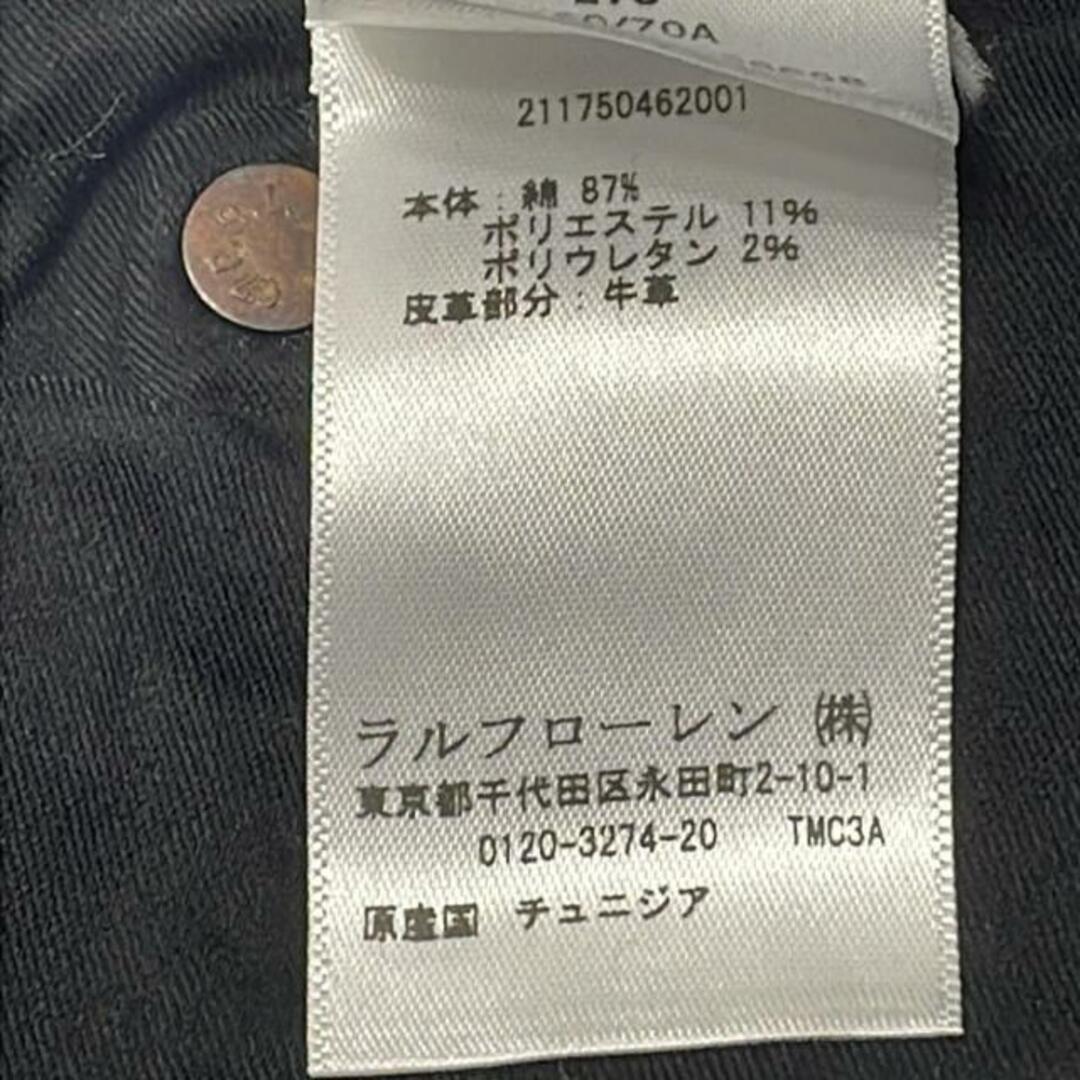 /70A
211750462001
本体：綿 87%
ポリエステル 11%
ポリウレタン 2%
皮革部分：牛革
ラルフローレン ㈱
東京都千代田区永田町2-10-1
0120-3274-20 TMC3A
原産国 チュニジア